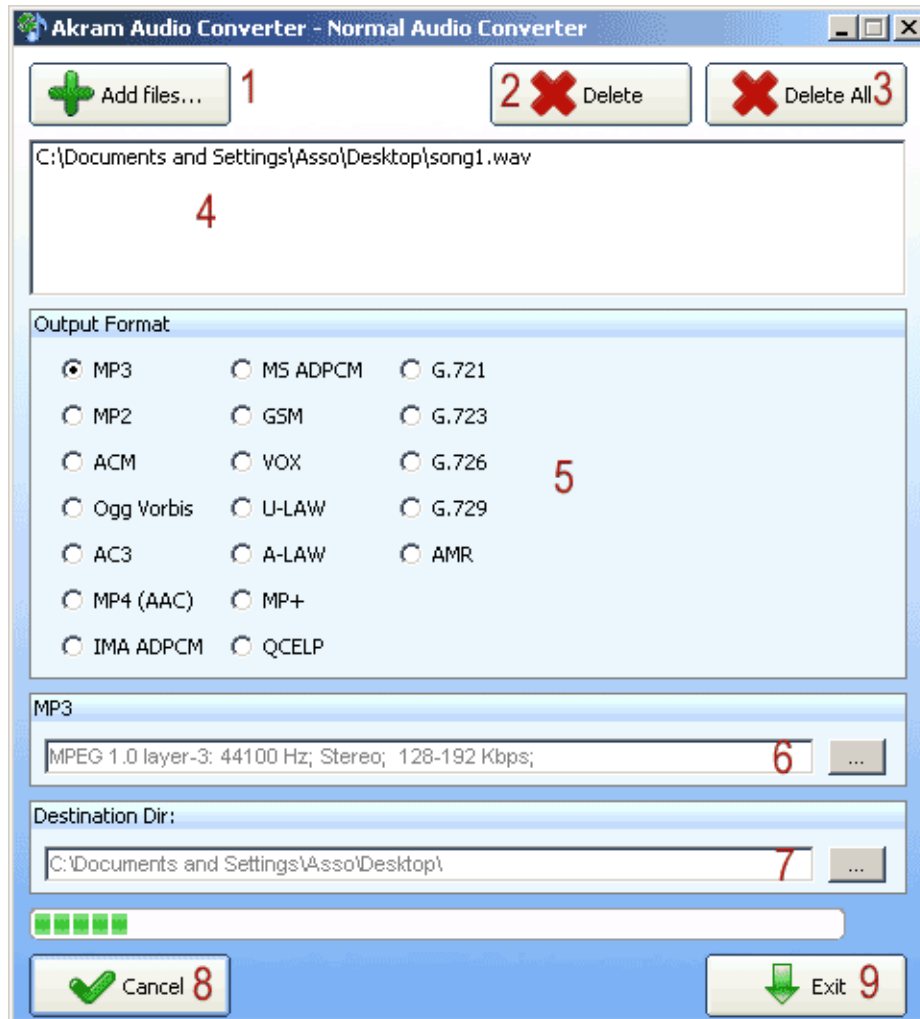 Akram Audio Converter - Normal Audio Converter
Add files... 1
2 Delete
Delete All 3
C:\Documents and Settings\Asso\Desktop\song1.wav
4
Output Format
MP3 MS ADPCM G.721
MP2 GSM G.723
ACM VOX G.726
5
Ogg Vorbis U-LAW G.729
AC3 A-LAW AMR
MP4 (AAC) MP+
IMA ADPCM QCELP
MP3
MPEG 1.0 layer-3: 44100 Hz; Stereo; 128-192 Kbps; 6 ...
Destination Dir:
C:\Documents and Settings\Asso\Desktop\ 7 ...
Cancel 8
Exit 9